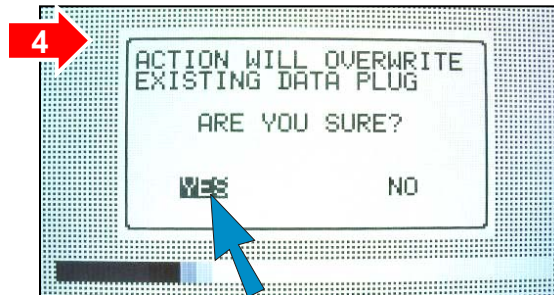 4
ACTION WILL OVERWRITE
EXISTING DATA PLUG
ARE YOU SURE?
YES NO